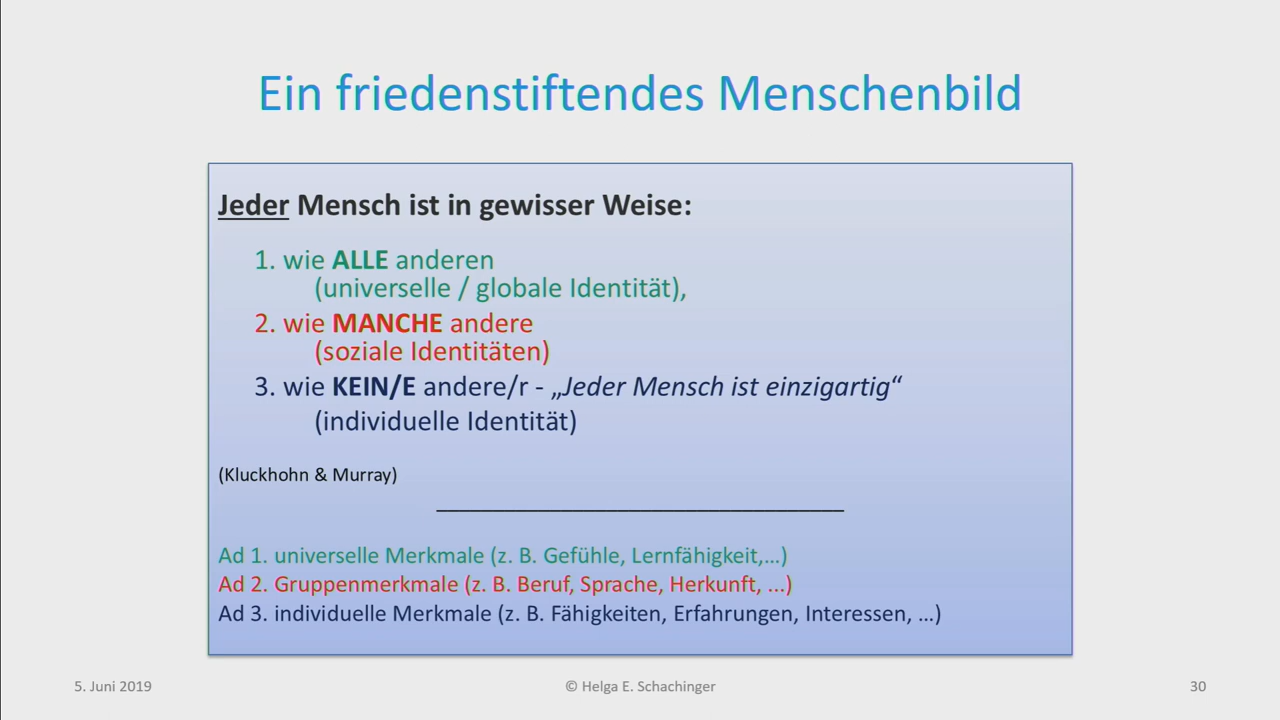 Ein friedenstiftendes Menschenbild
Jeder Mensch ist in gewisser Weise:
1. wie ALLE anderen
(universelle / globale Identität),
2. wie MANCHE andere
(soziale Identitäten)
3. wie KEIN/E andere/r - „Jeder Mensch ist einzigartig“
(individuelle Identität)
(Kluckhohn & Murray)
Ad 1. universelle Merkmale (z. B. Gefühle, Lernfähigkeit,...)
Ad 2. Gruppenmerkmale (z. B. Beruf, Sprache, Herkunft, ...)
Ad 3. individuelle Merkmale (z. B. Fähigkeiten, Erfahrungen, Interessen, ...)
5. Juni 2019
© Helga E. Schachinger
30